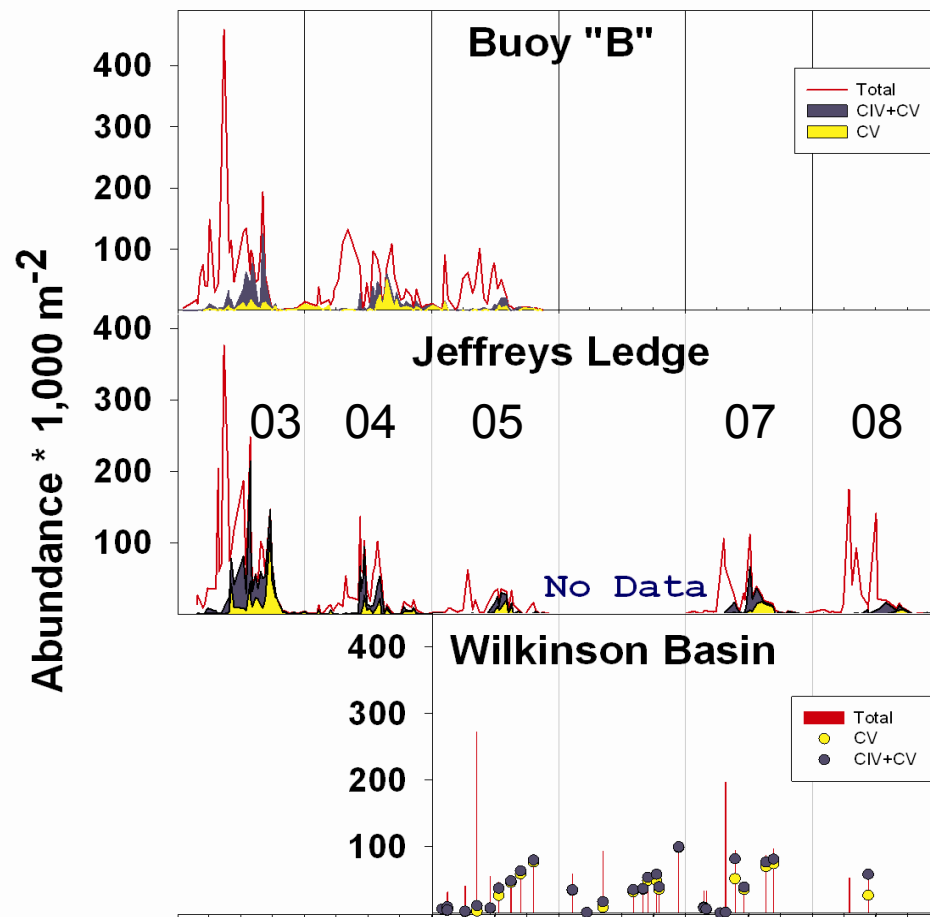 Buoy "B"
400
300
200
100
Total
CIV+CV
CV
Abundance * 1,000 m-2
Jeffreys Ledge
400
300
200
100
03 04 05 07 08
No Data
Wilkinson Basin
400
300
200
100
Total
CV
CIV+CV